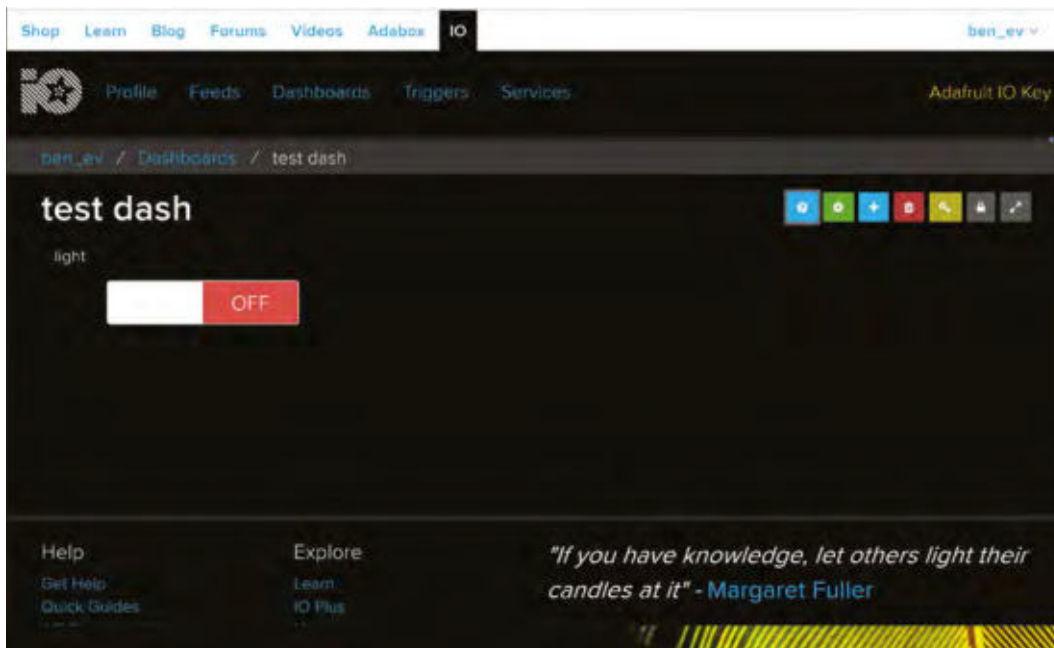 Shop Learn Blog Forums Videos Adabox IO ben_ev
Profile Feeds Dashboards Triggers Services Adafruit IO Key
ben_ev / Dashboards / test dash
test dash
light
OFF
Help Explore "If you have knowledge, let others light their
Get Help Learn candles at it" - Margaret Fuller
Quick Guides IO Plus